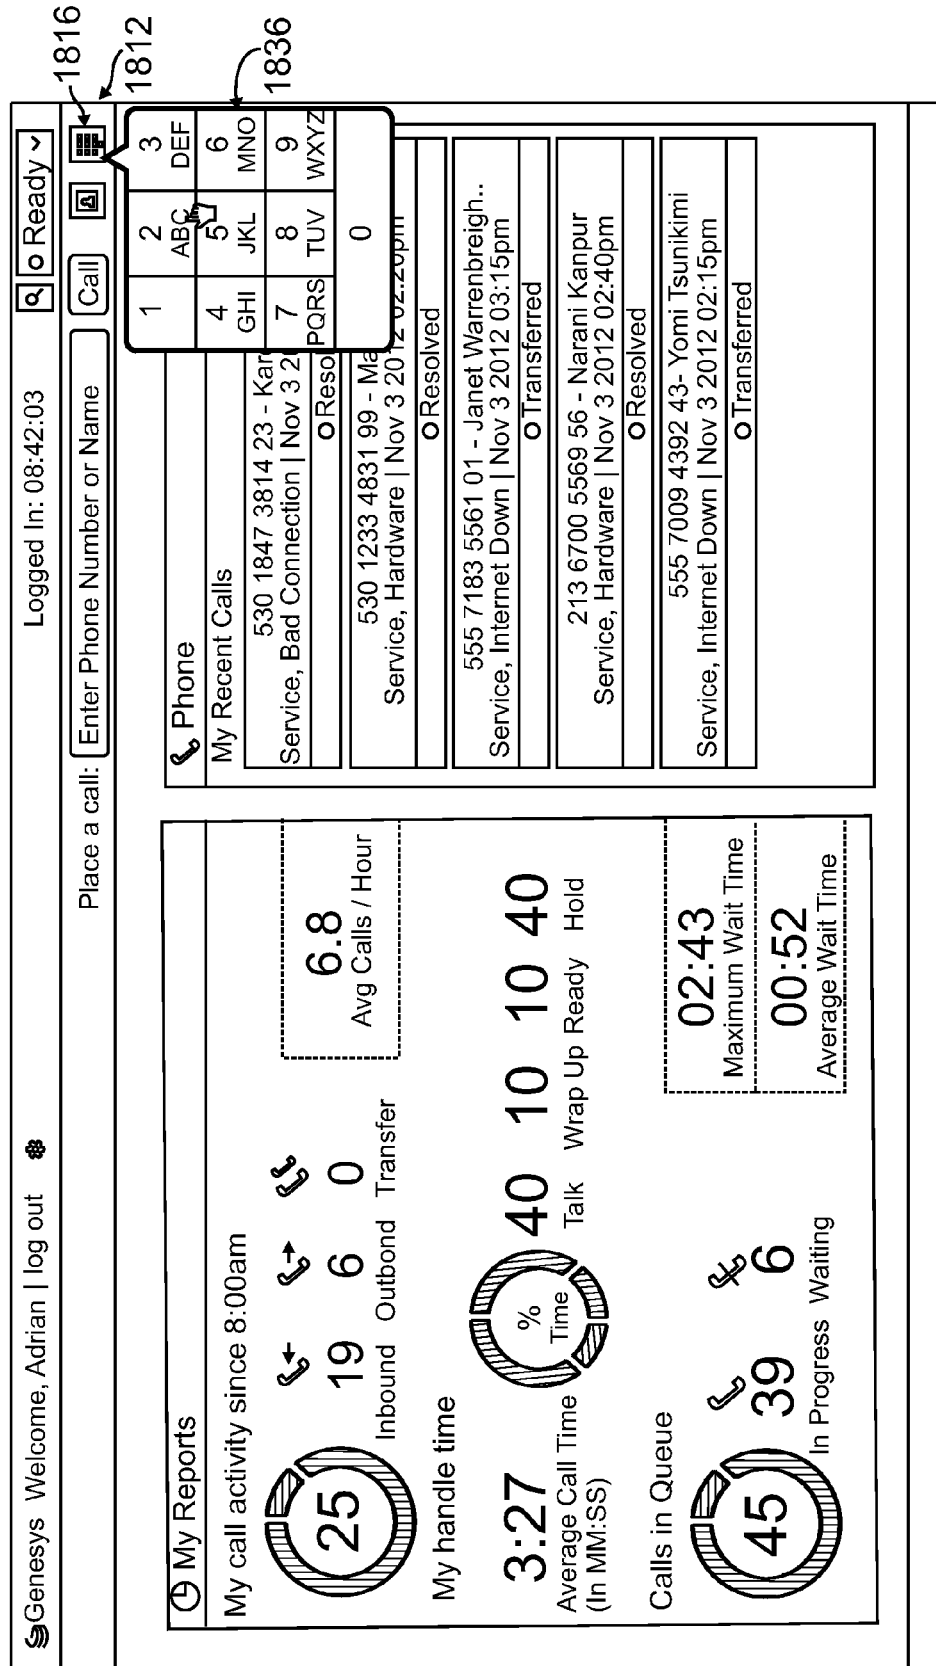 Genesys Welcome, Adrian | log out
Logged In: 08:42:03
Ready
1816
Place a call: Enter Phone Number or Name
Call
1812
My Reports
My call activity since 8:00am
25
19
Inbound
6
Outbond
0
Transfer
6.8
Avg Calls / Hour
My handle time
3:27
Average Call Time
(In MM:SS)
%
Time
40
Talk
10
Wrap Up
10
Ready
40
Hold
Calls in Queue
45
39
In Progress
6
Waiting
02:43
Maximum Wait Time
00:52
Average Wait Time
Phone
My Recent Calls
530 1847 3814 23 - Kar
Service, Bad Connection | Nov 3 2
Resol
530 1233 4831 99 - Ma
Service, Hardware | Nov 3 2012 02:20pm
Resolved
555 7183 5561 01 - Janet Warrenbreigh..
Service, Internet Down | Nov 3 2012 03:15pm
Transferred
213 6700 5569 56 - Narani Kanpur
Service, Hardware | Nov 3 2012 02:40pm
Resolved
555 7009 4392 43- Yomi Tsunikimi
Service, Internet Down | Nov 3 2012 02:15pm
Transferred
1 2 3
ABC DEF
4 5 6
GHI JKL MNO
7 8 9
PQRS TUV WXYZ
0
1836